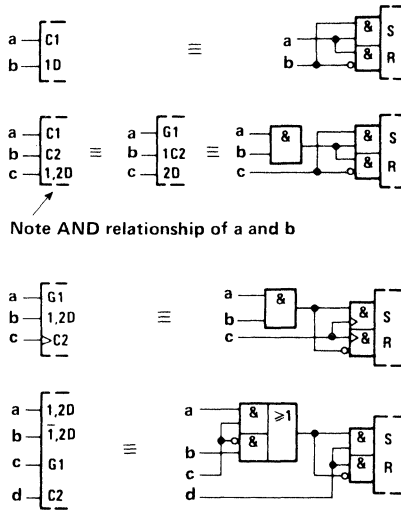 a C1 ≡ a & S
b 1D b & R
a C1 a G1 a & & S
b C2 ≡ b 1C2 ≡ b & R
c 1,2D c 2D c
Note AND relationship of a and b
a G1 a & & S
b 1,2D ≡ b
c C2 c & R
a 1,2D a & ≥1 & S
b 1̅,2D ≡ & & R
c G1 b
c
d C2 d